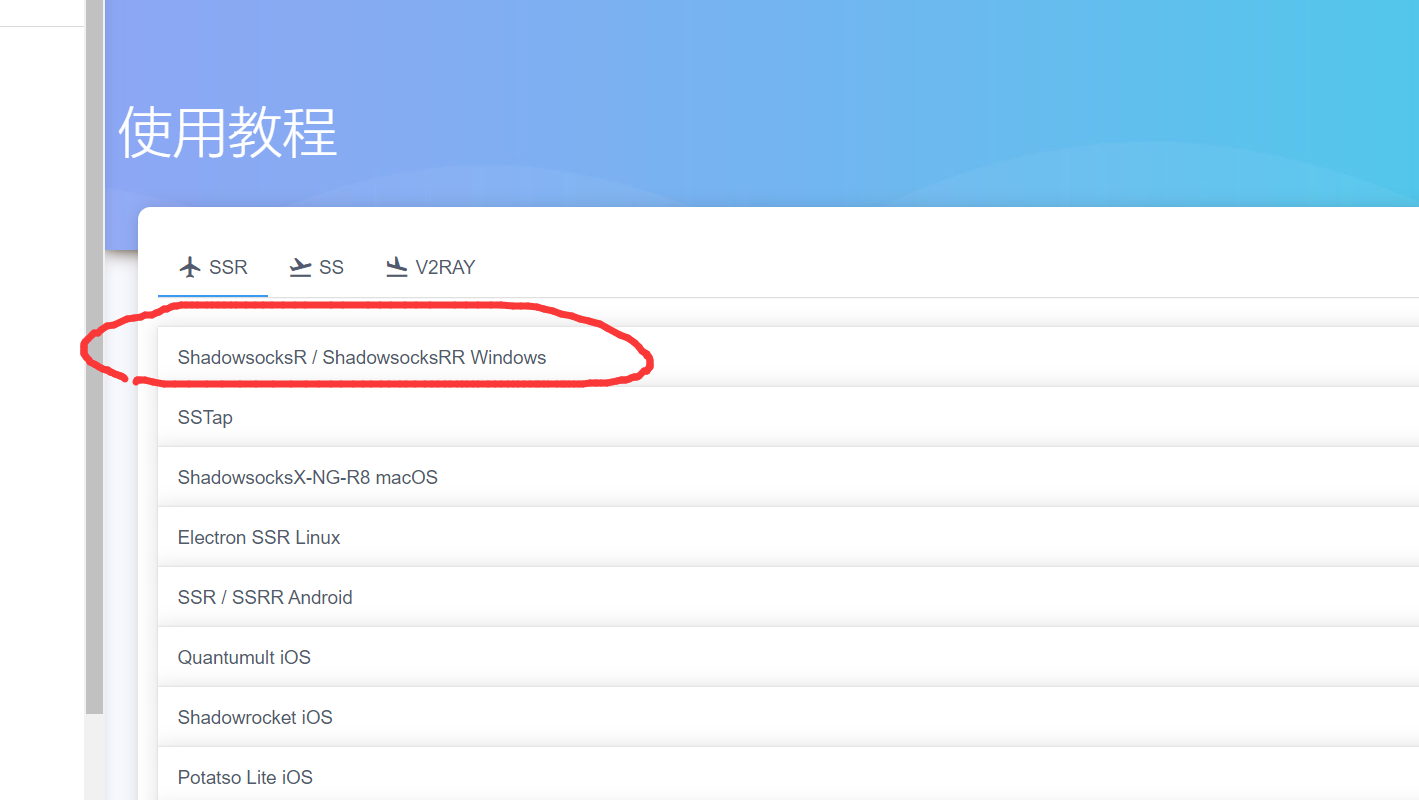 使用教程
SSR SS V2RAY
ShadowsocksR / ShadowsocksRR Windows
SSTap
ShadowsocksX-NG-R8 macOS
Electron SSR Linux
SSR / SSRR Android
Quantumult iOS
Shadowrocket iOS
Potatso Lite iOS